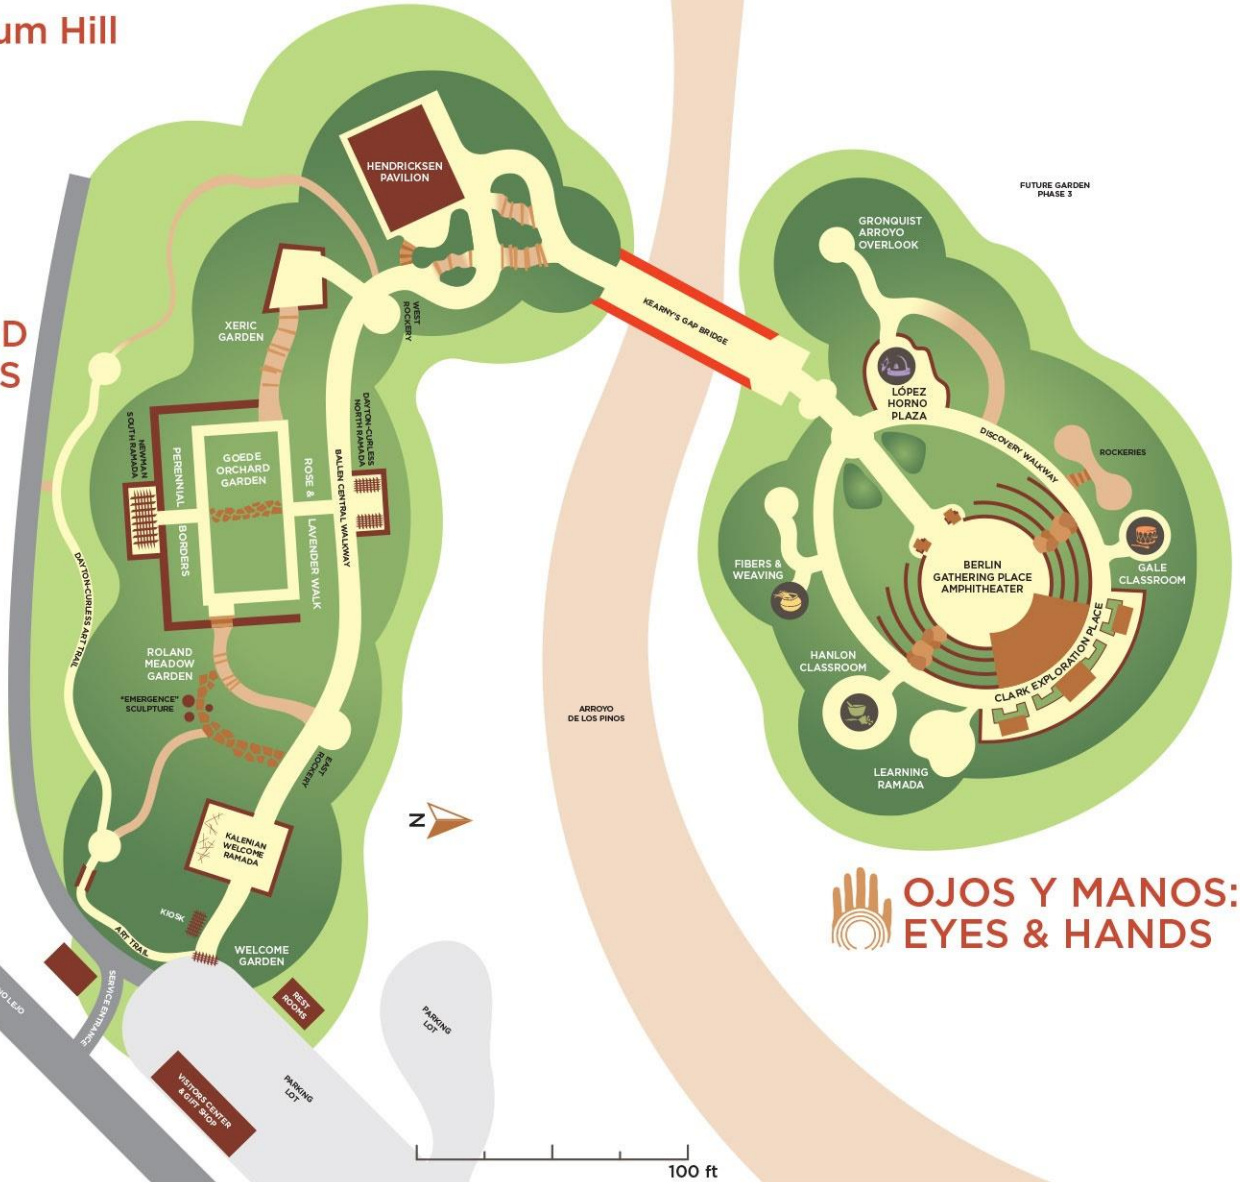 um Hill
D
S
HENDRICKSEN
PAVILION
FUTURE GARDEN
PHASE 3
GRONQUIST
ARROYO
OVERLOOK
KEARNY'S GAP BRIDGE
WEST
ROCKERY
XERIC
GARDEN
LÓPEZ
HORNO
PLAZA
DISCOVERY WALKWAY
ROCKERIES
NEWMAN
SOUTH RAMADA
PERENNIAL BORDERS
GOEDE
ORCHARD
GARDEN
ROSE & LAVENDER WALK
BALLEN CENTRAL WALKWAY
DAYTON-CURLESS
NORTH RAMADA
FIBERS &
WEAVING
BERLIN
GATHERING PLACE
AMPHITHEATER
GALE
CLASSROOM
DAYTON-CURLESS ART TRAIL
ROLAND
MEADOW
GARDEN
"EMERGENCE"
SCULPTURE
HANLON
CLASSROOM
CLARK EXPLORATION PLACE
ARROYO
DE LOS PINOS
EAST
ROCKERY
LEARNING
RAMADA
KALENIAN
WELCOME
RAMADA
N
KIOSK
ART TRAIL
WELCOME
GARDEN
OJOS Y MANOS:
EYES & HANDS
SERVICE ENTRANCE
NO LEJO
REST
ROOMS
PARKING
LOT
PARKING
LOT
VISITORS CENTER
& GIFT SHOP
100 ft